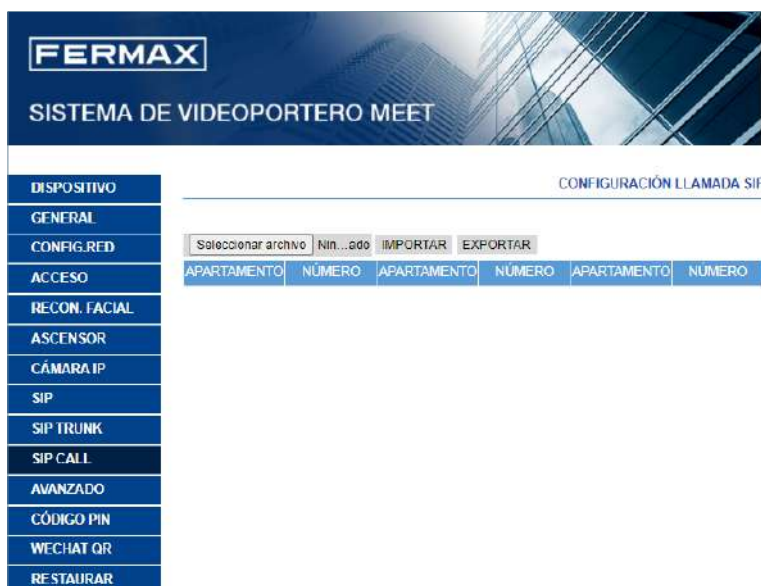 FERMAX
SISTEMA DE VIDEOPORTERO MEET
CONFIGURACIÓN LLAMADA SIP
DISPOSITIVO
GENERAL
CONFIG.RED
ACCESO
RECON. FACIAL
ASCENSOR
CÁMARA IP
SIP
SIP TRUNK
SIP CALL
AVANZADO
CÓDIGO PIN
WECHAT QR
RESTAURAR
Seleccionar archivo Nin...ado IMPORTAR EXPORTAR
APARTAMENTO NÚMERO APARTAMENTO NÚMERO APARTAMENTO NÚMERO